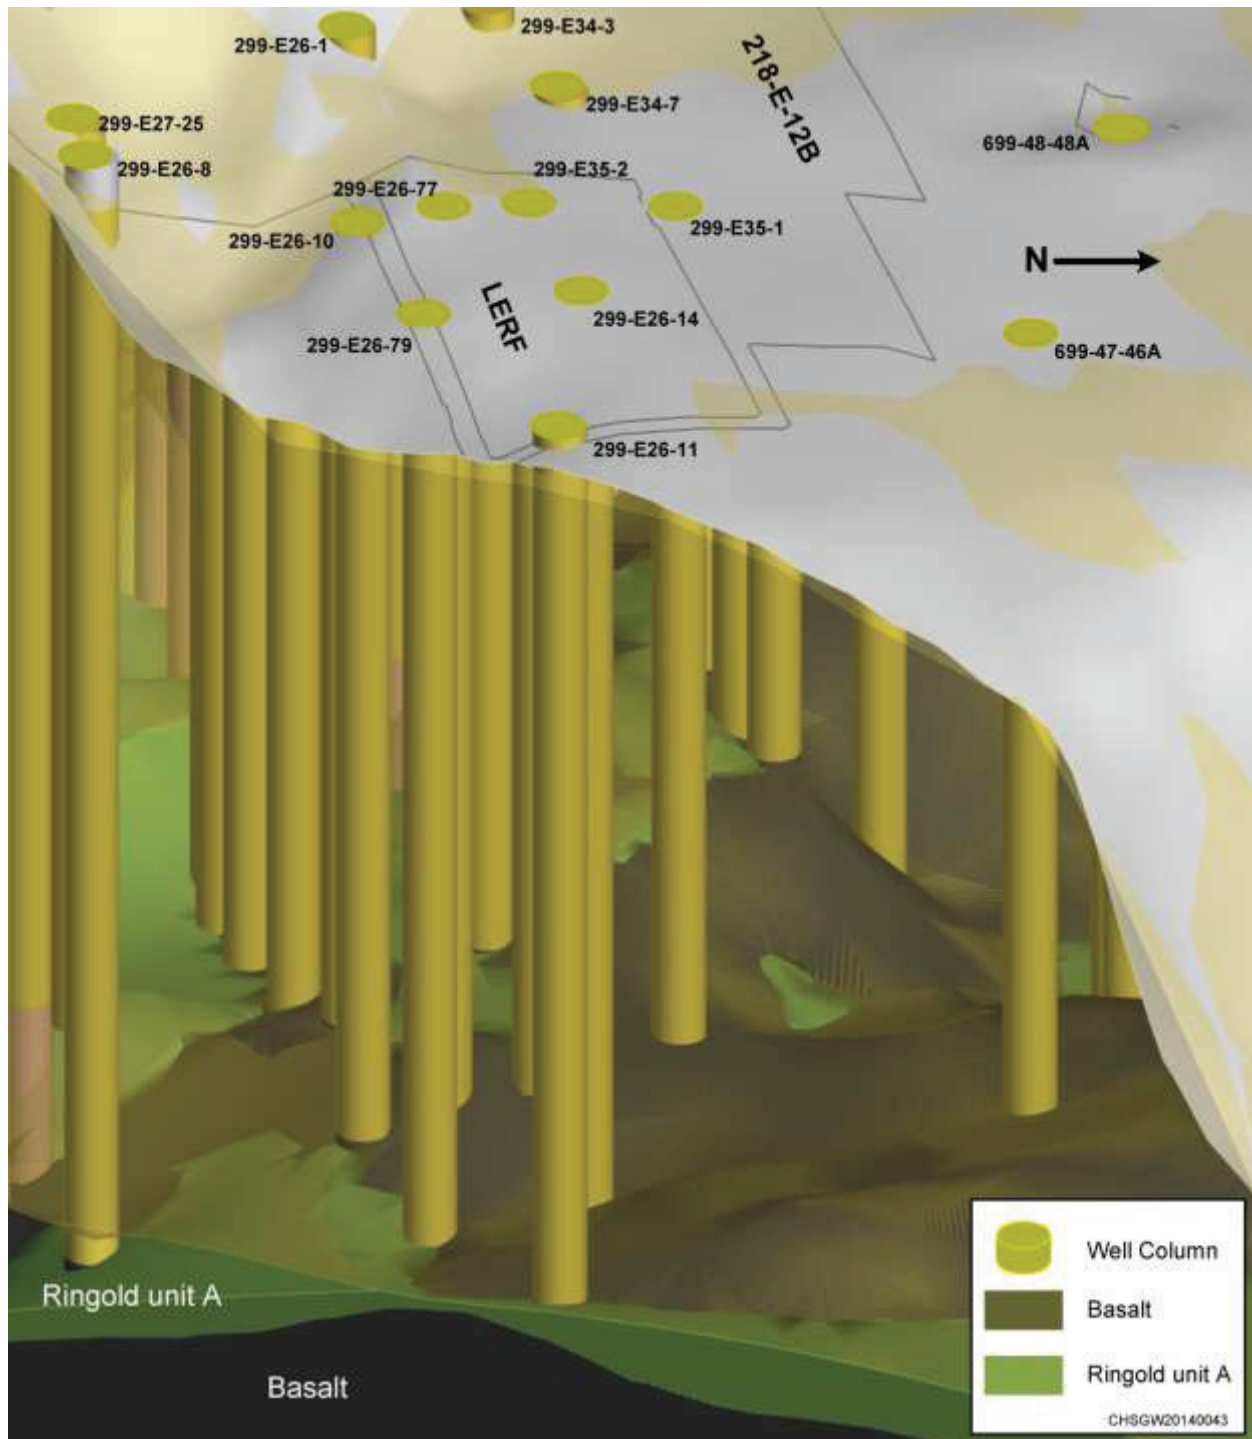 299-E26-1
299-E34-3
299-E34-7
218-E-12B
299-E27-25
299-E26-8
699-48-48A
299-E35-2
299-E26-77
299-E26-10
299-E35-1
N
LERF
299-E26-14
299-E26-79
699-47-46A
299-E26-11
Well Column
Basalt
Ringold unit A
CHSGW20140043
Ringold unit A
Basalt